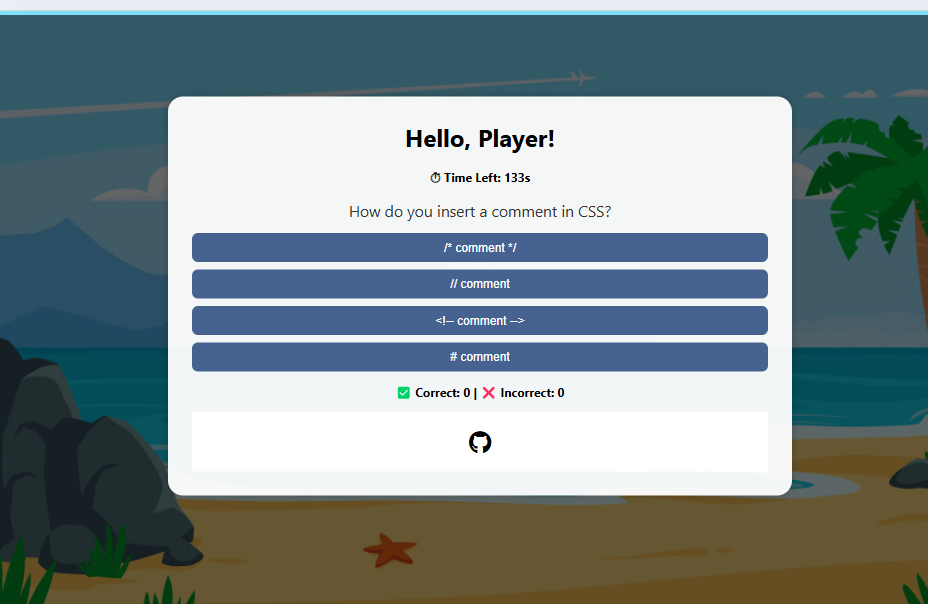 Hello, Player!
⏱ Time Left: 133s
How do you insert a comment in CSS?
/* comment */
// comment
<!-- comment -->
# comment
✅ Correct: 0 | ❌ Incorrect: 0